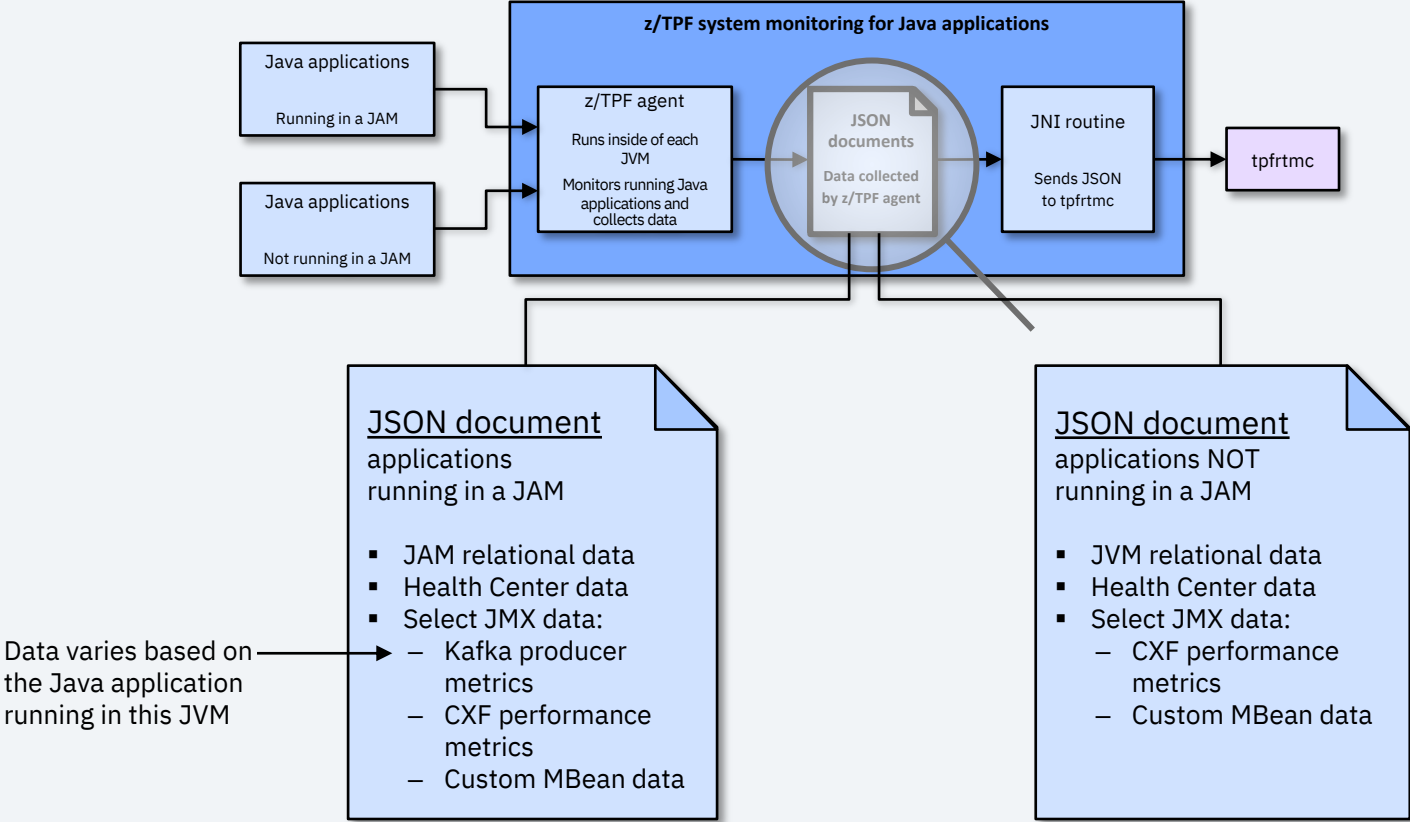 z/TPF system monitoring for Java applications
Java applications
Running in a JAM
Java applications
Not running in a JAM
z/TPF agent
Runs inside of each
JVM
Monitors running Java
applications and
collects data
JSON
documents
Data collected
by z/TPF agent
JNI routine
Sends JSON
to tpfrtmc
tpfrtmc
JSON document
applications
running in a JAM
▪ JAM relational data
▪ Health Center data
▪ Select JMX data:
– Kafka producer
metrics
– CXF performance
metrics
– Custom MBean data
Data varies based on
the Java application
running in this JVM
JSON document
applications NOT
running in a JAM
▪ JVM relational data
▪ Health Center data
▪ Select JMX data:
– CXF performance
metrics
– Custom MBean data